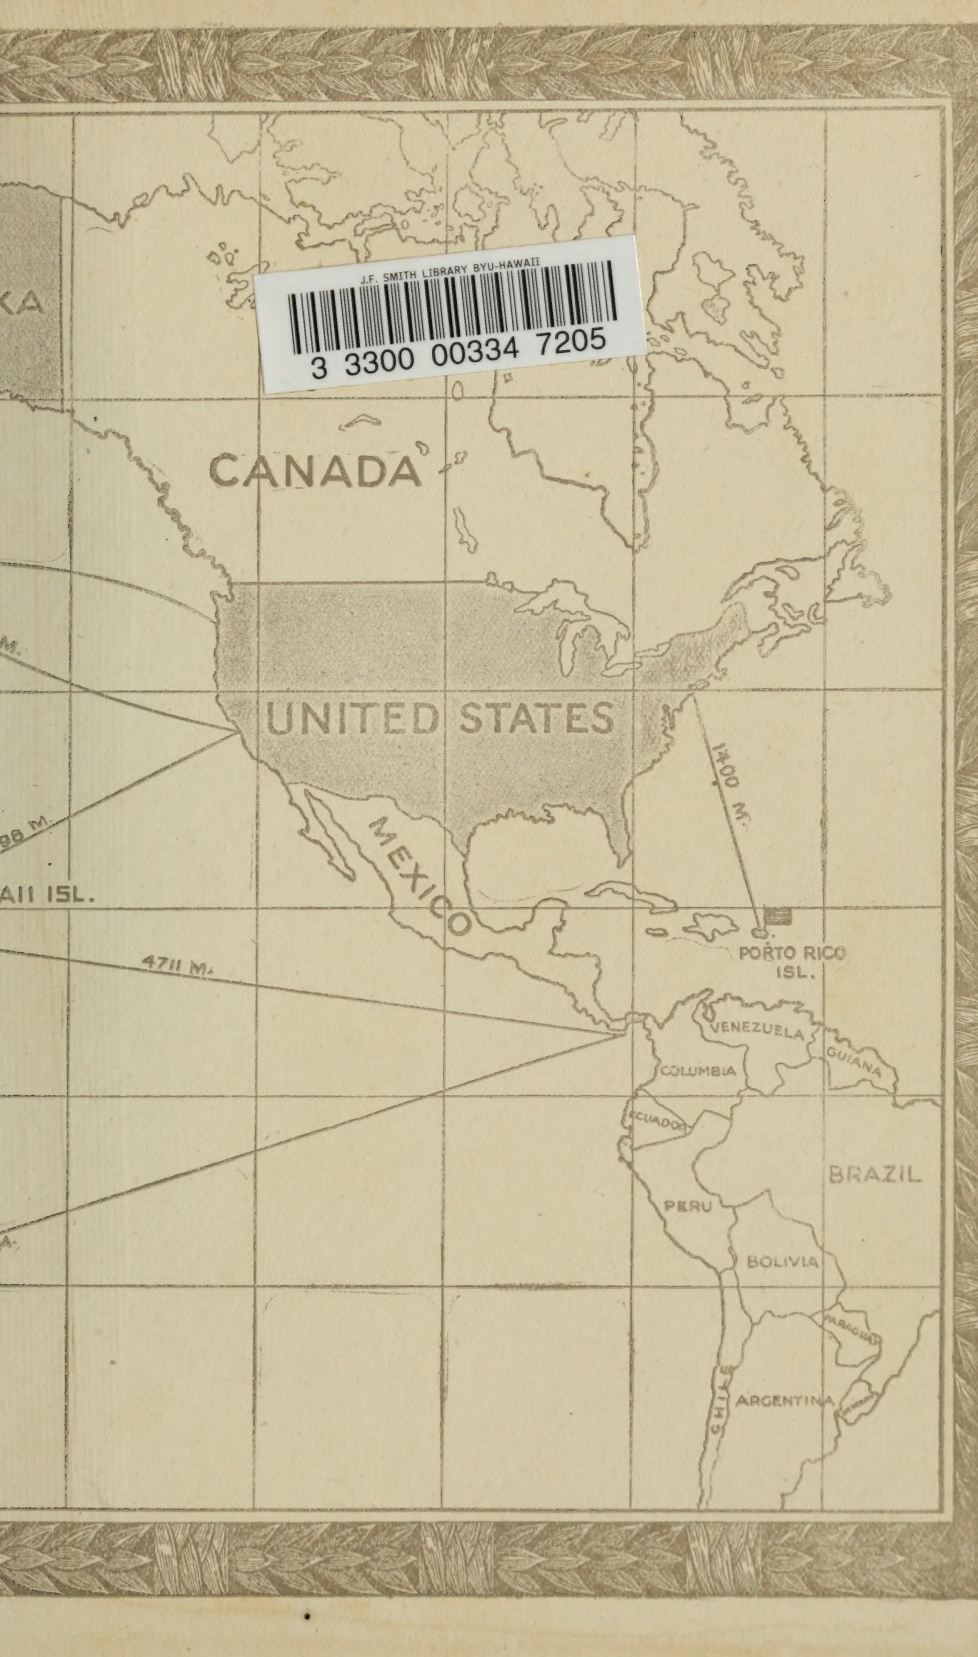 J.F. SMITH LIBRARY BYU-HAWAII
3 3300 00334 7205
KA
CANADA
M.
UNITED STATES
1400 M.
98 M.
MEXICO
AII ISL.
PORTO RICO
ISL.
4711 M.
VENEZUELA
GUIANA
COLUMBIA
ECUADOR
BRAZIL
PERU
A.
BOLIVIA
PARAGUAY
CHILE
ARGENTINA